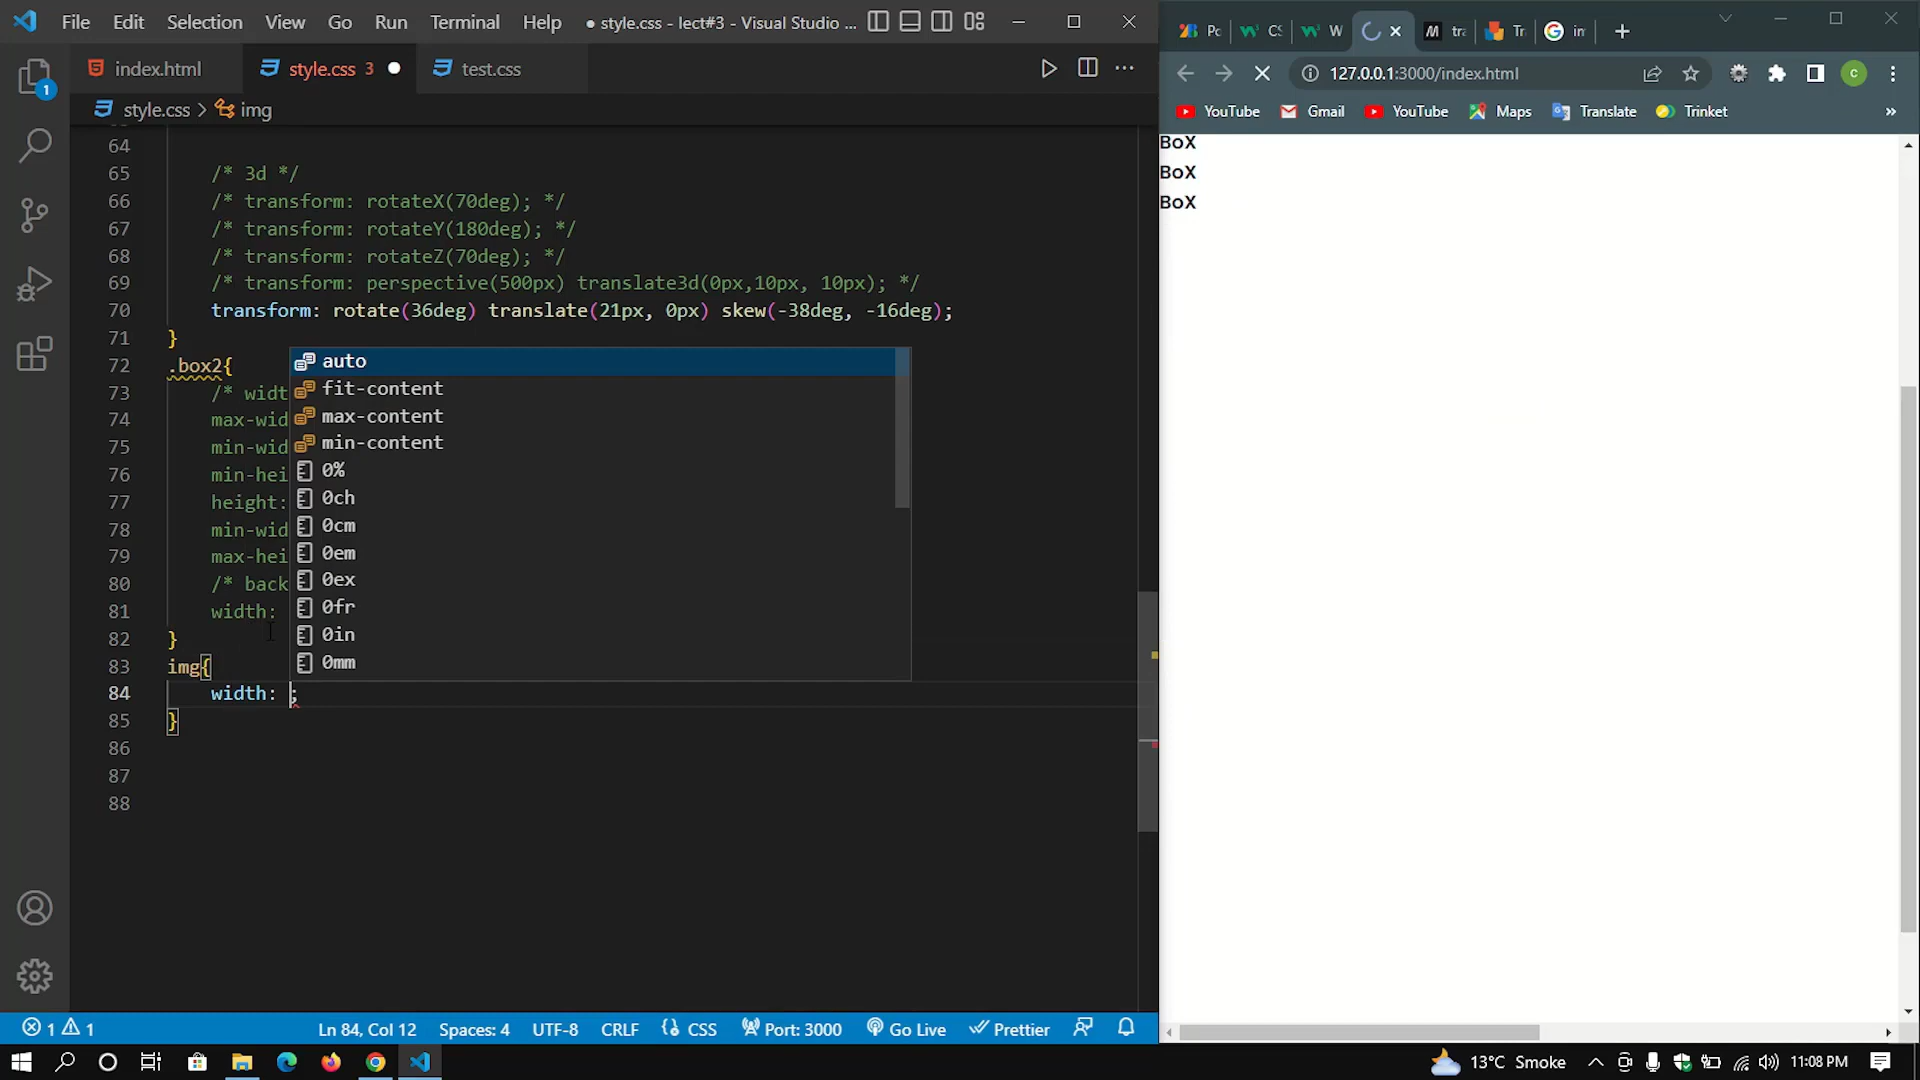 File Edit Selection View Go Run Terminal Help ● style.css - lect#3 - Visual Studio ...
index.html style.css 3 test.css
style.css > img
64
65 /* 3d */
66 /* transform: rotateX(70deg); */
67 /* transform: rotateY(180deg); */
68 /* transform: rotateZ(70deg); */
69 /* transform: perspective(500px) translate3d(0px,10px, 10px); */
70 transform: rotate(36deg) translate(21px, 0px) skew(-38deg, -16deg);
71 }
72 .box2{
73 /* widt
74 max-wid
75 min-wid
76 min-hei
77 height:
78 min-wid
79 max-hei
80 /* back
81 width:
82 }
83 img{
84 width: ;
85 }
86
87
88
auto
fit-content
max-content
min-content
0%
0ch
0cm
0em
0ex
0fr
0in
0mm
1 1 Ln 84, Col 12 Spaces: 4 UTF-8 CRLF CSS Port: 3000 Go Live Prettier
Pc CS W tra Tr in
127.0.0.1:3000/index.html
YouTube Gmail YouTube Maps Translate Trinket »
BoX
BoX
BoX
13°C Smoke 11:08 PM